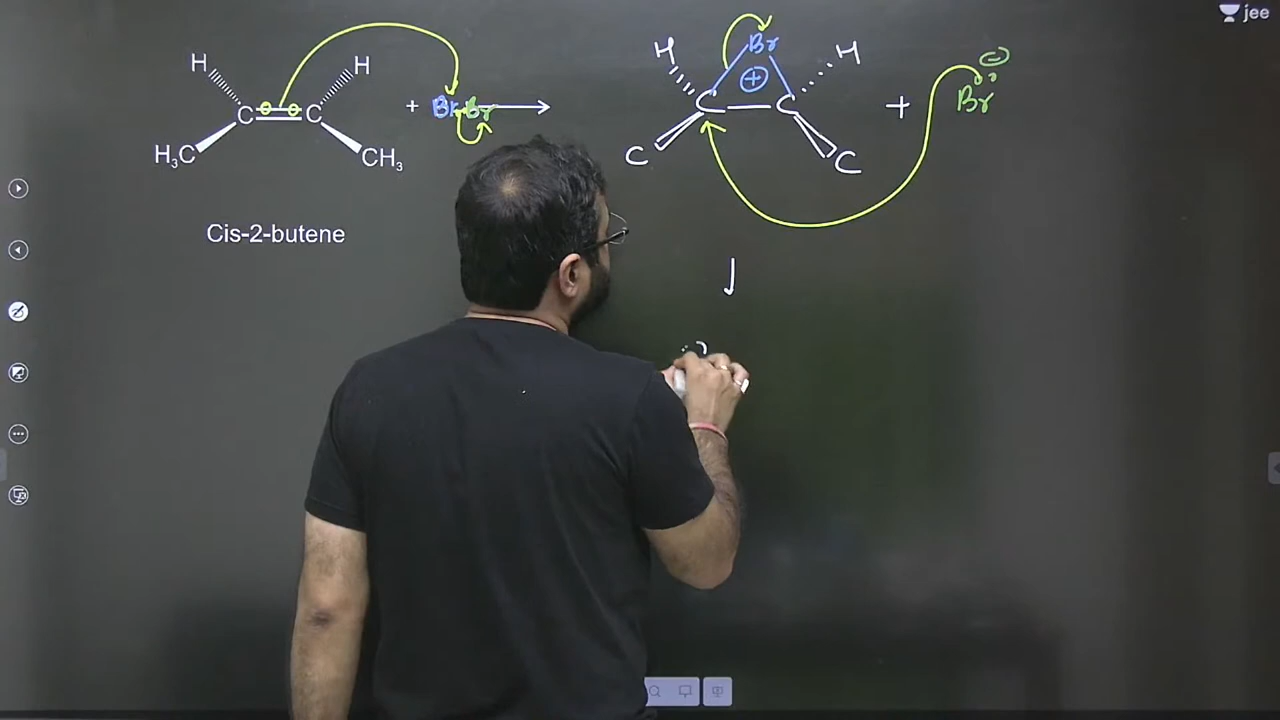 jee
H H
C C + Br Br
H₃C CH₃
Cis-2-butene
H Br H
+
C C + Br ⊖
C C